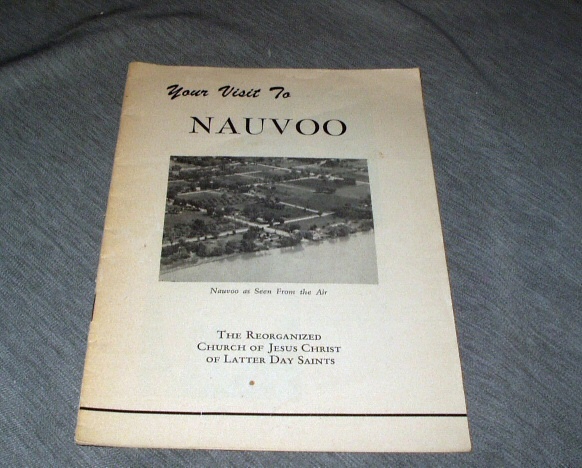 Your Visit To
NAUVOO
Nauvoo as Seen From the Air
The Reorganized
Church of Jesus Christ
of Latter Day Saints